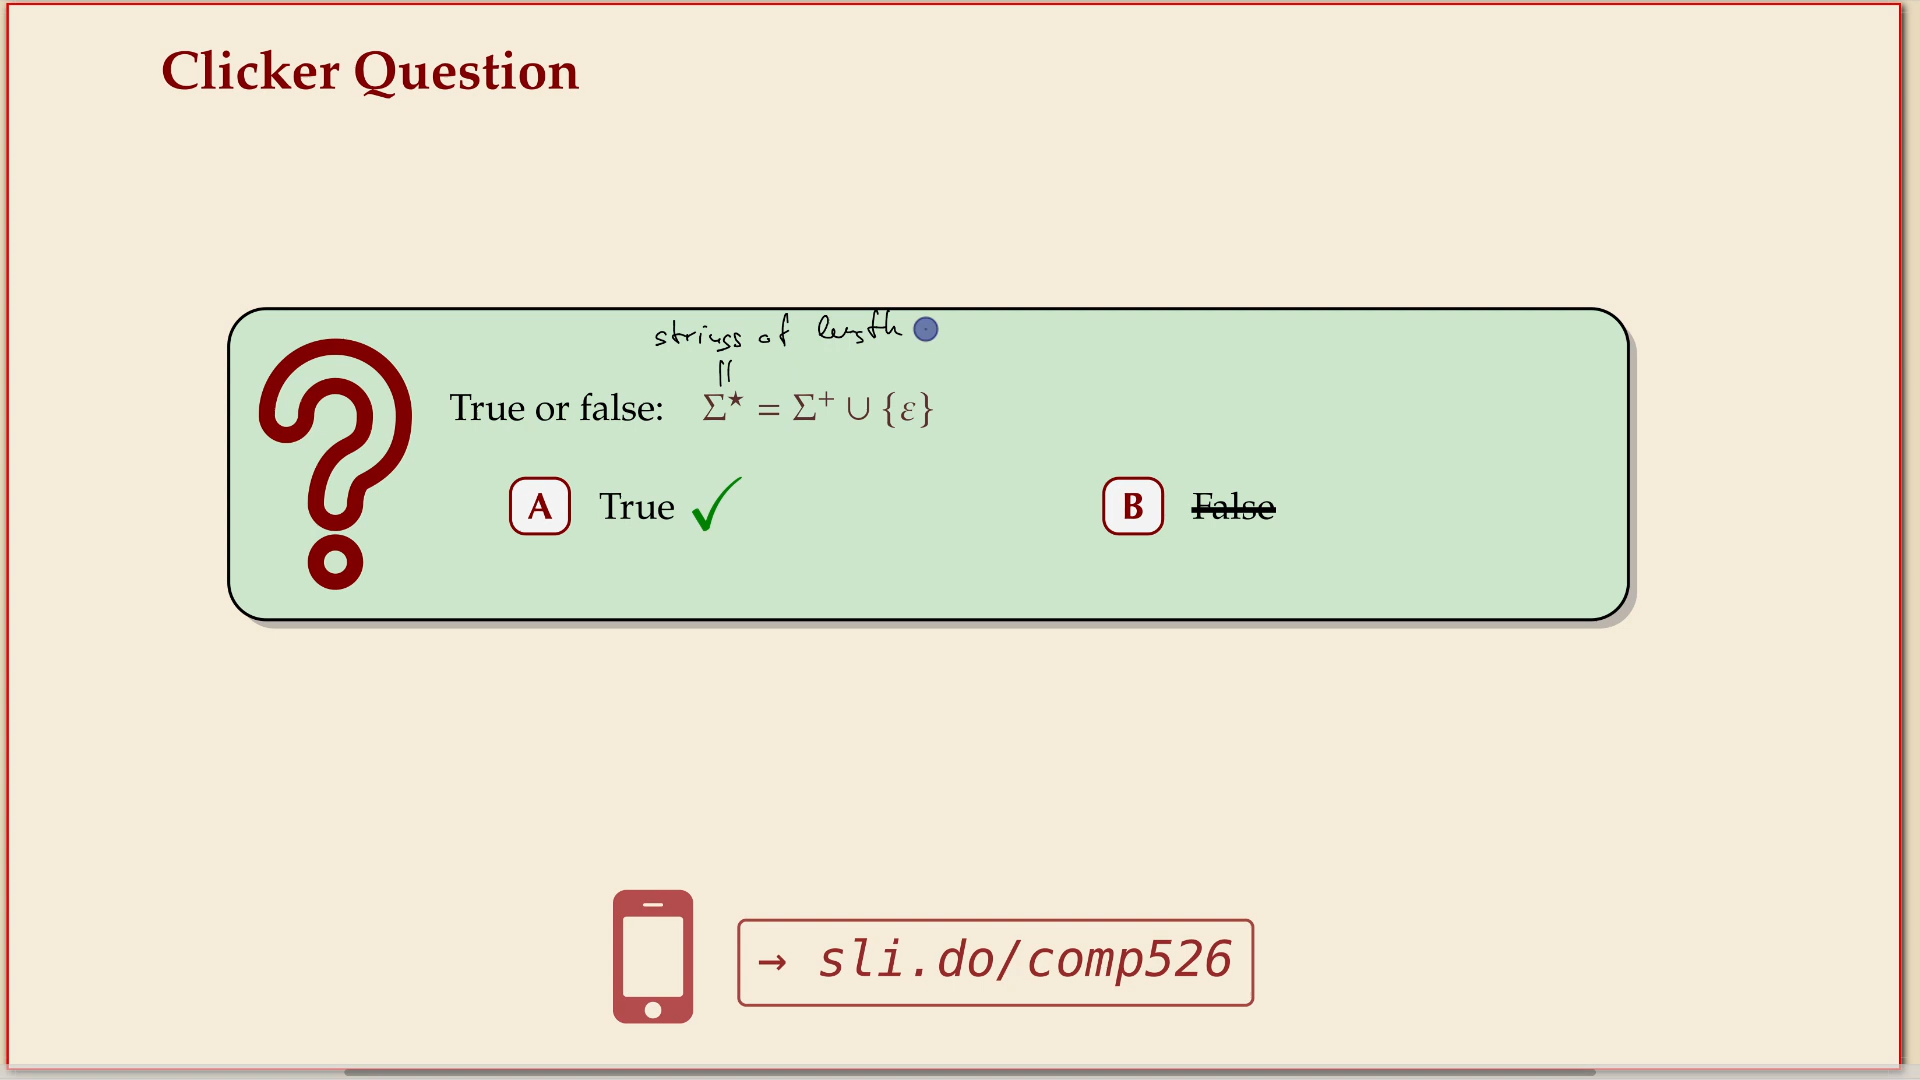 Clicker Question
strings of length
||
True or false: Σ★ = Σ⁺ ∪ {ε}
A True ✓ B False
→ sli.do/comp526